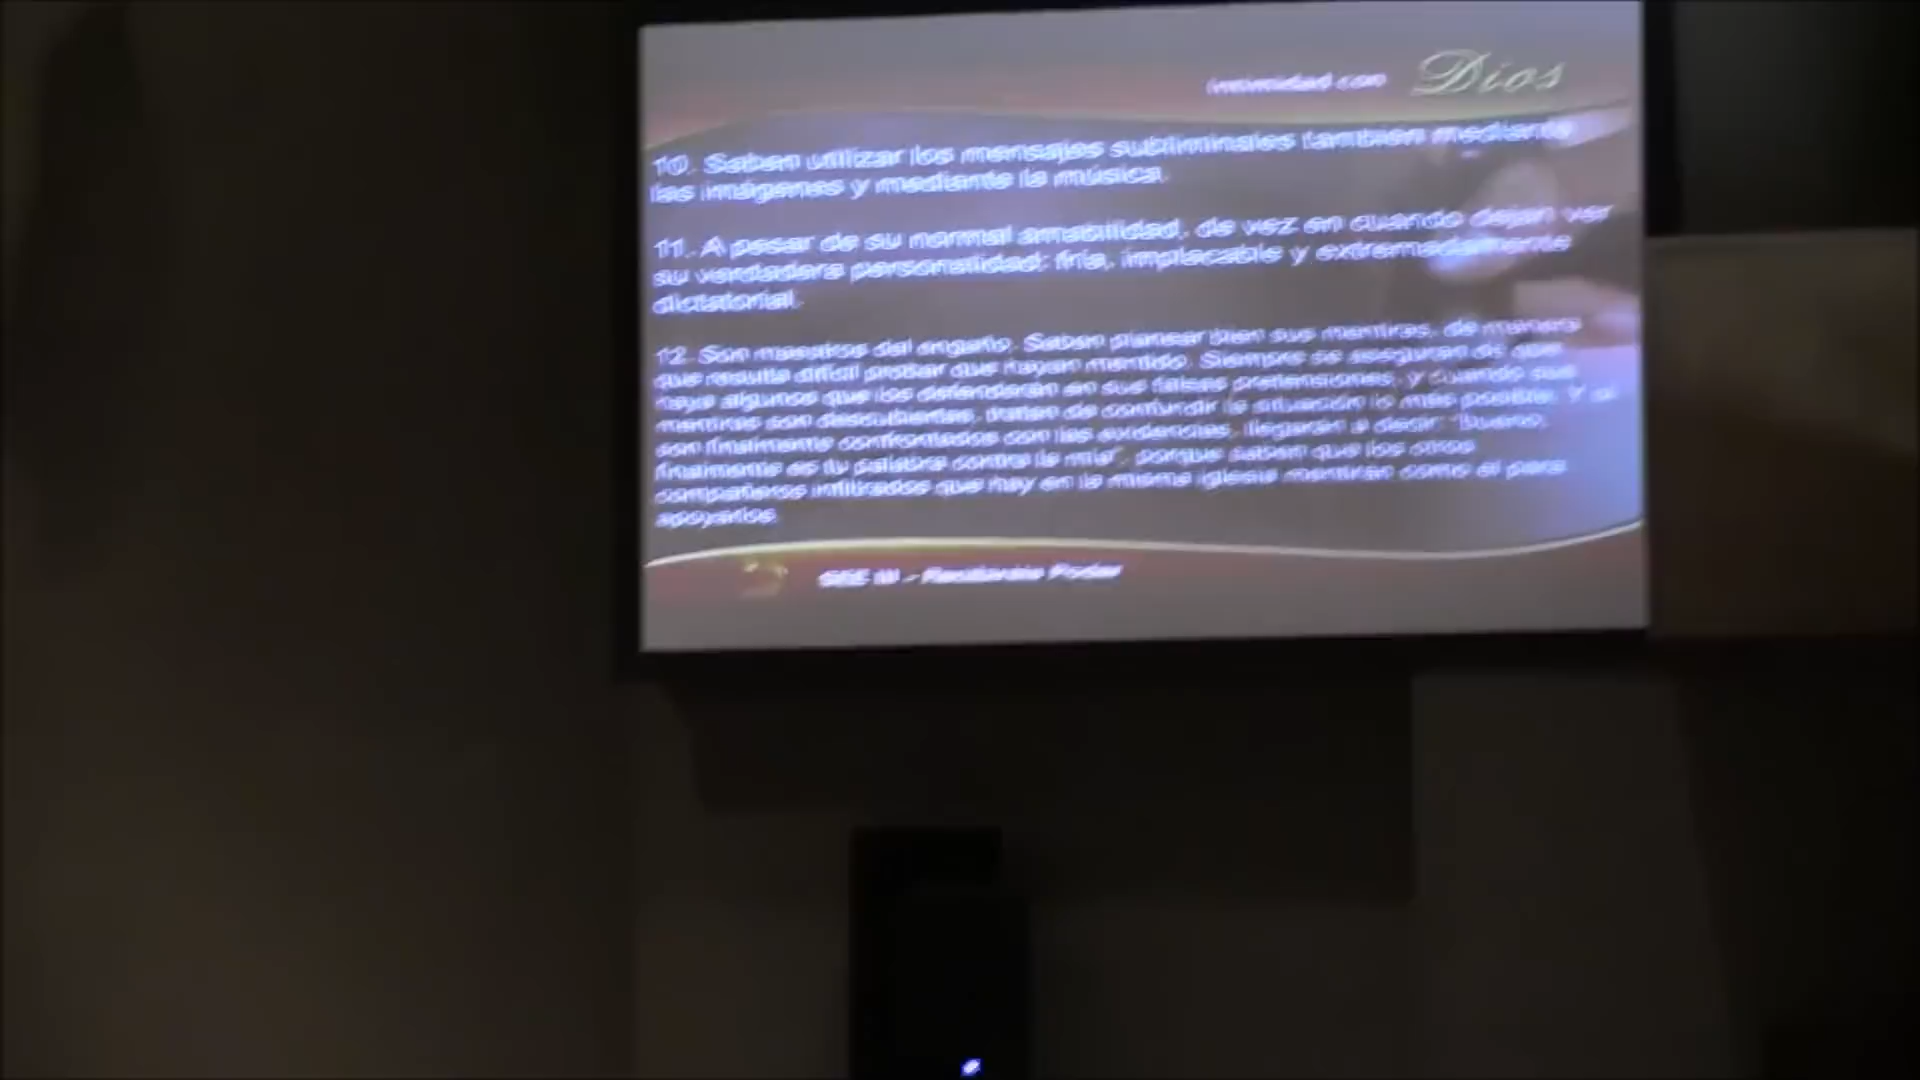 intimidad con Dios
10. Saben utilizar los mensajes subliminales también mediante
las imágenes y mediante la música.
11. A pesar de su normal amabilidad, de vez en cuando dejan ver
su verdadera personalidad: fría, implacable y extremadamente
dictatorial.
12. Son maestros del engaño. Saben planear bien sus mentiras, de manera
que resulta difícil probar que hayan mentido. Siempre se aseguran de que
haya algunos que los defenderán en sus falsas pretensiones, y cuando sus
mentiras son descubiertas, tratan de confundir la situación lo más posible. Y si
son finalmente confrontados con las evidencias, llegarán a decir: "bueno,
finalmente es tu palabra contra la mía", porque saben que los otros
compañeros infiltrados que hay en la misma iglesia mentirán como él para
apoyarlos.
III - Recibiendo Poder